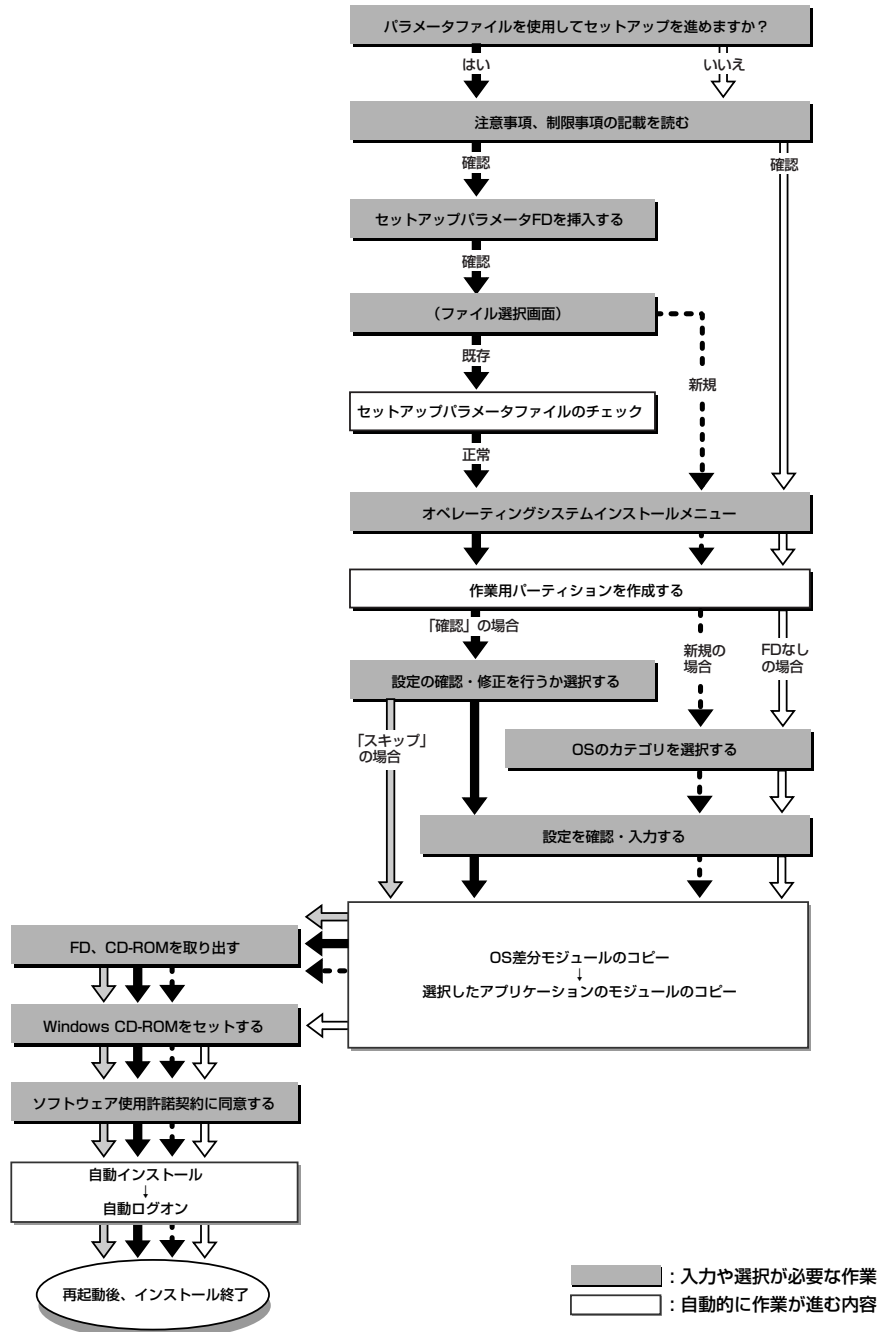 パラメータファイルを使用してセットアップを進めますか？
はい
いいえ
注意事項、制限事項の記載を読む
確認
確認
セットアップパラメータFDを挿入する
確認
（ファイル選択画面）
既存
新規
セットアップパラメータファイルのチェック
正常
オペレーティングシステムインストールメニュー
作業用パーティションを作成する
「確認」の場合
新規の
場合
FDなし
の場合
設定の確認・修正を行うか選択する
「スキップ」
の場合
OSのカテゴリを選択する
設定を確認・入力する
OS差分モジュールのコピー
↓
選択したアプリケーションのモジュールのコピー
FD、CD-ROMを取り出す
Windows CD-ROMをセットする
ソフトウェア使用許諾契約に同意する
自動インストール
↓
自動ログオン
再起動後、インストール終了
：入力や選択が必要な作業
：自動的に作業が進む内容